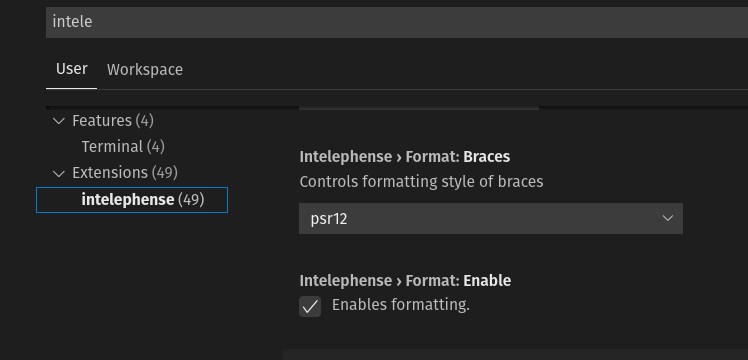 intele
User Workspace
Features (4)
Terminal (4)
Extensions (49)
intelephense (49)
Intelephense › Format: Braces
Controls formatting style of braces
psr12
Intelephense › Format: Enable
Enables formatting.